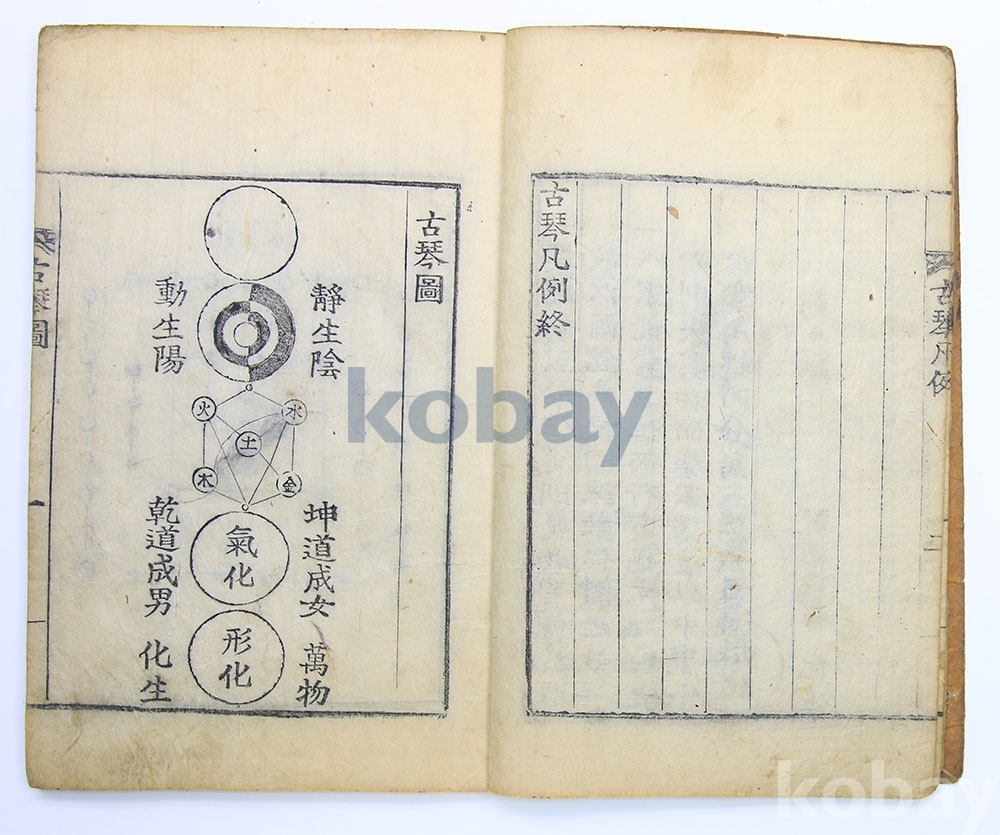 古琴凡例
古琴凡例終
古琴圖
靜生陰
動生陽
火
水
土
木
金
坤道成女
乾道成男
氣化
形化
萬物
化生
古琴圖
一
kobay
kobay